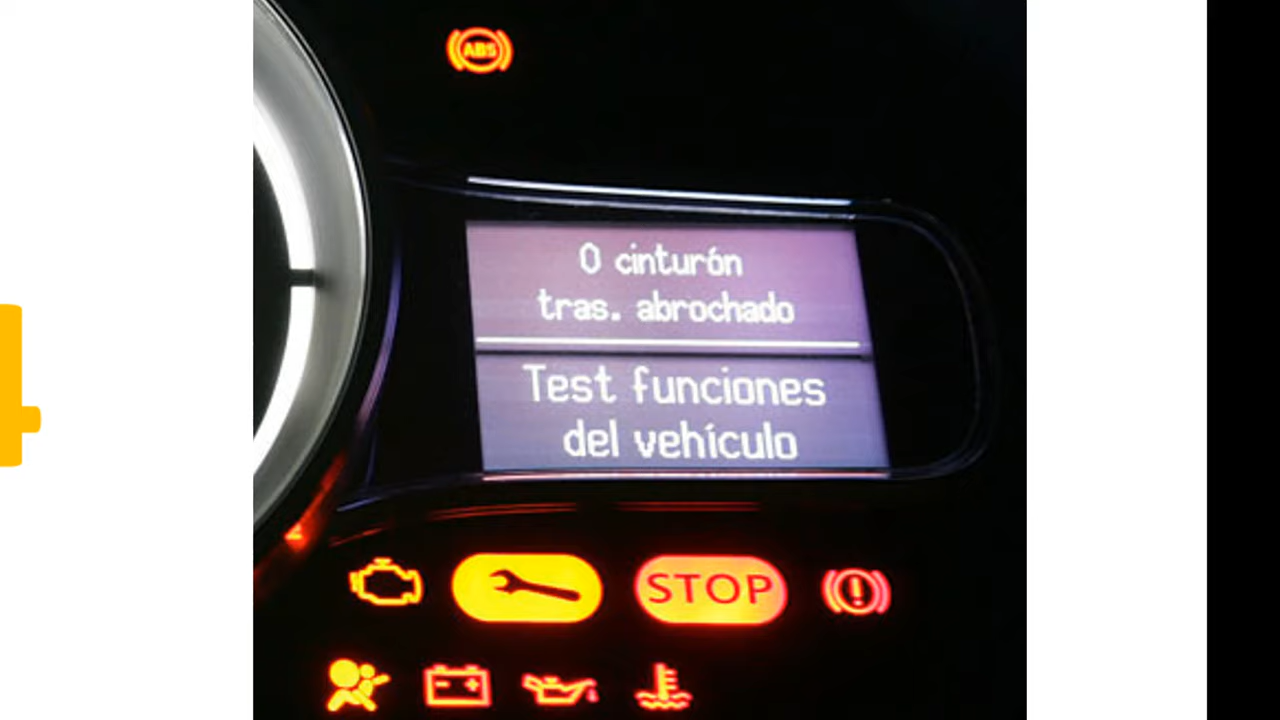 ABS
0 cinturón
tras. abrochado
Test funciones
del vehículo
STOP